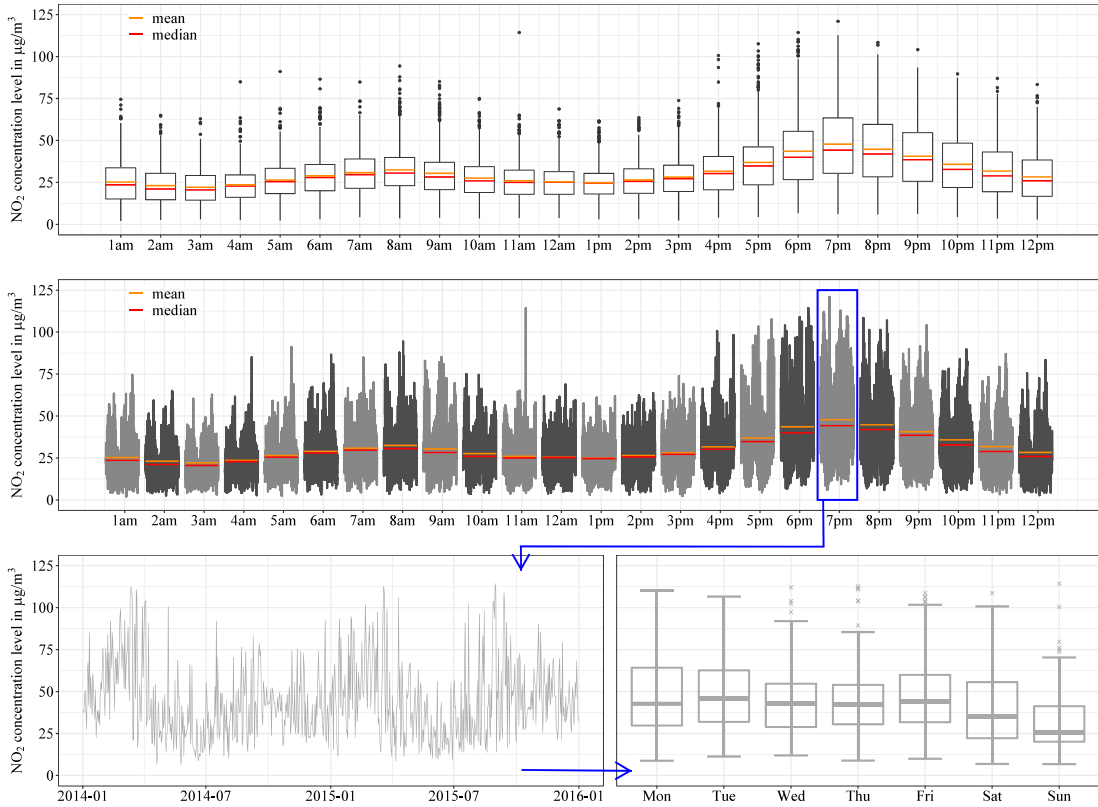 NO₂ concentration level in μg/m³
125
100
75
50
25
0
mean
median
1am 2am 3am 4am 5am 6am 7am 8am 9am 10am 11am 12am 1pm 2pm 3pm 4pm 5pm 6pm 7pm 8pm 9pm 10pm 11pm 12pm
NO₂ concentration level in μg/m³
125
100
75
50
25
0
mean
median
1am 2am 3am 4am 5am 6am 7am 8am 9am 10am 11am 12am 1pm 2pm 3pm 4pm 5pm 6pm 7pm 8pm 9pm 10pm 11pm 12pm
NO₂ concentration level in μg/m³
125
100
75
50
25
0
2014-01 2014-07 2015-01 2015-07 2016-01
Mon Tue Wed Thu Fri Sat Sun